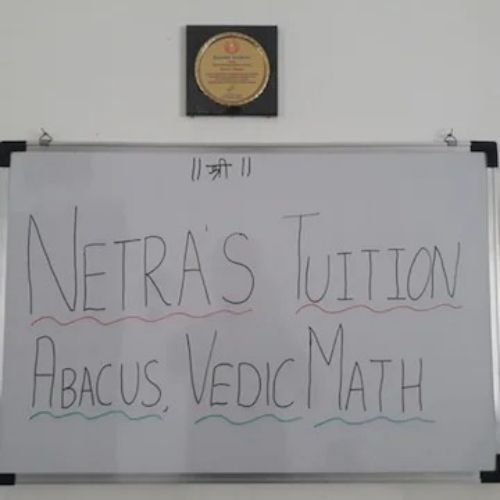 ||श्री||
NETRA'S TUITION
ABACUS, VEDIC MATH